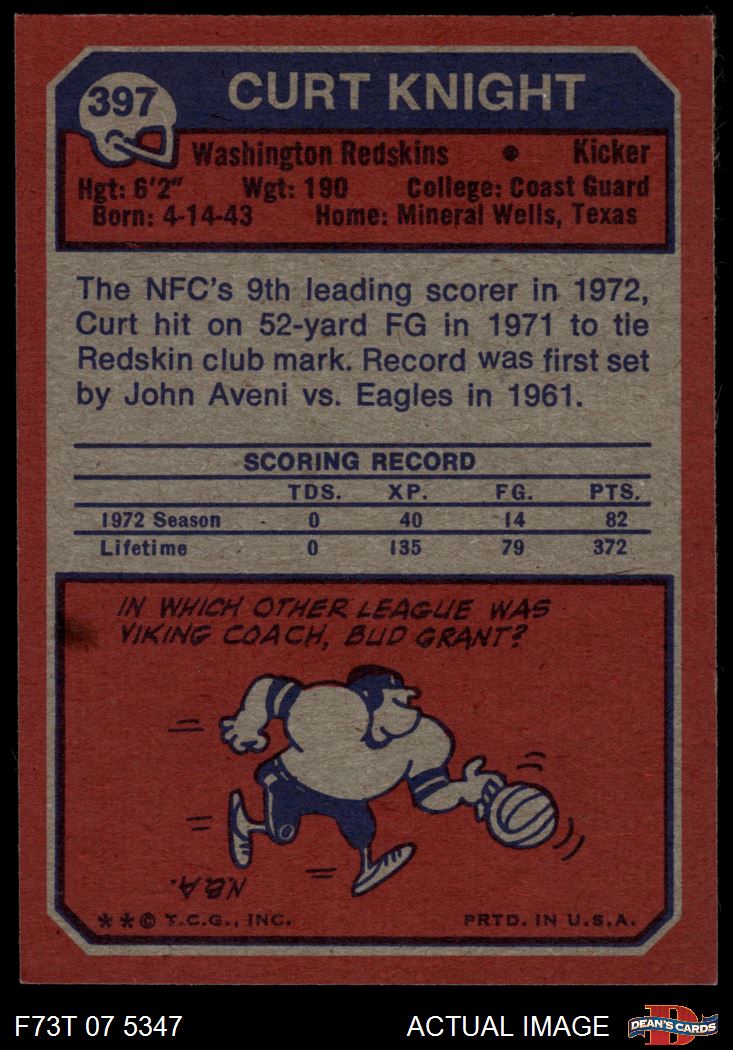 397
CURT KNIGHT
Washington Redskins • Kicker
Hgt: 6'2" Wgt: 190 College: Coast Guard
Born: 4-14-43 Home: Mineral Wells, Texas
The NFC's 9th leading scorer in 1972,
Curt hit on 52-yard FG in 1971 to tie
Redskin club mark. Record was first set
by John Aveni vs. Eagles in 1961.
SCORING RECORD
TDS. XP. FG. PTS.
1972 Season 0 40 14 82
Lifetime 0 135 79 372
IN WHICH OTHER LEAGUE WAS
VIKING COACH, BUD GRANT?
N.B.A.
**© T.C.G., INC. PRTD. IN U.S.A.
F73T 07 5347 ACTUAL IMAGE D DEAN'S CARDS